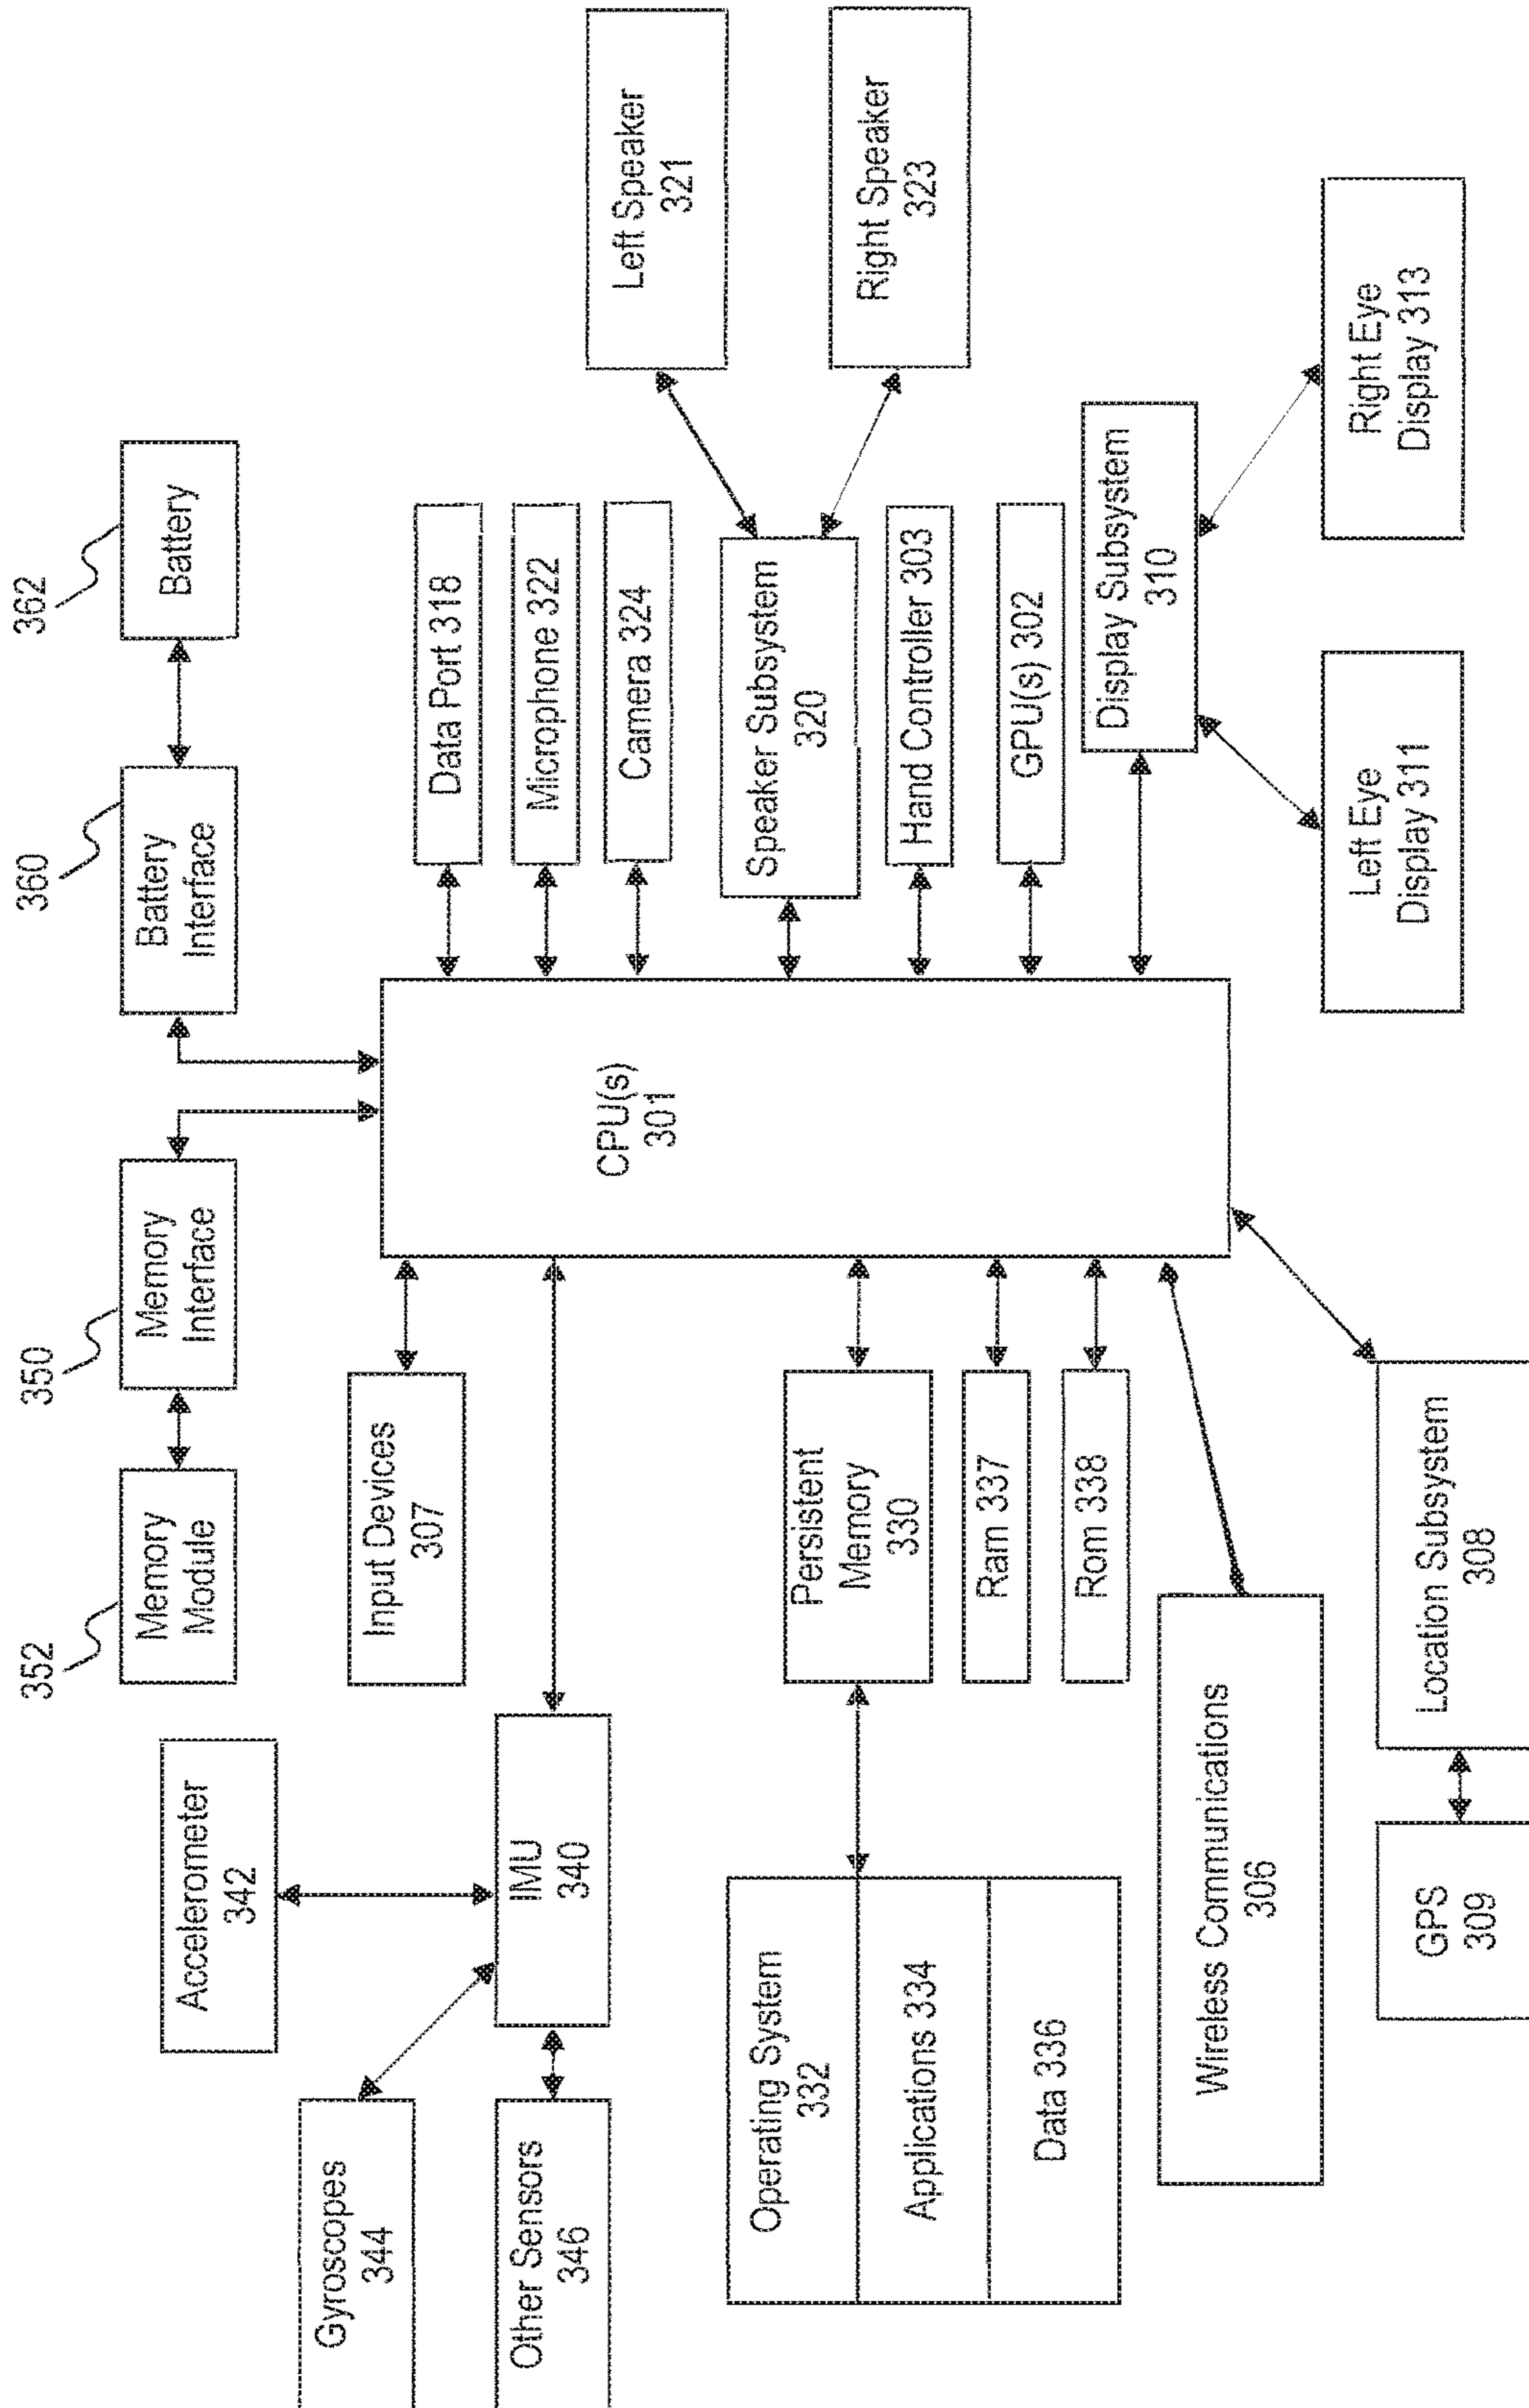 352
350
360
362
Memory
Module
Memory
Interface
Battery
Interface
Battery
Accelerometer
342
Gyroscopes
344
Other Sensors
346
IMU
340
Input Devices
307
CPU(s)
301
Data Port 318
Microphone 322
Camera 324
Speaker Subsystem
320
Left Speaker
321
Right Speaker
323
Hand Controller 303
GPU(s) 302
Display Subsystem
310
Left Eye
Display 311
Right Eye
Display 313
Persistent
Memory
330
Ram 337
Rom 338
Operating System
332
Applications 334
Data 336
Wireless Communications
306
Location Subsystem
308
GPS
309